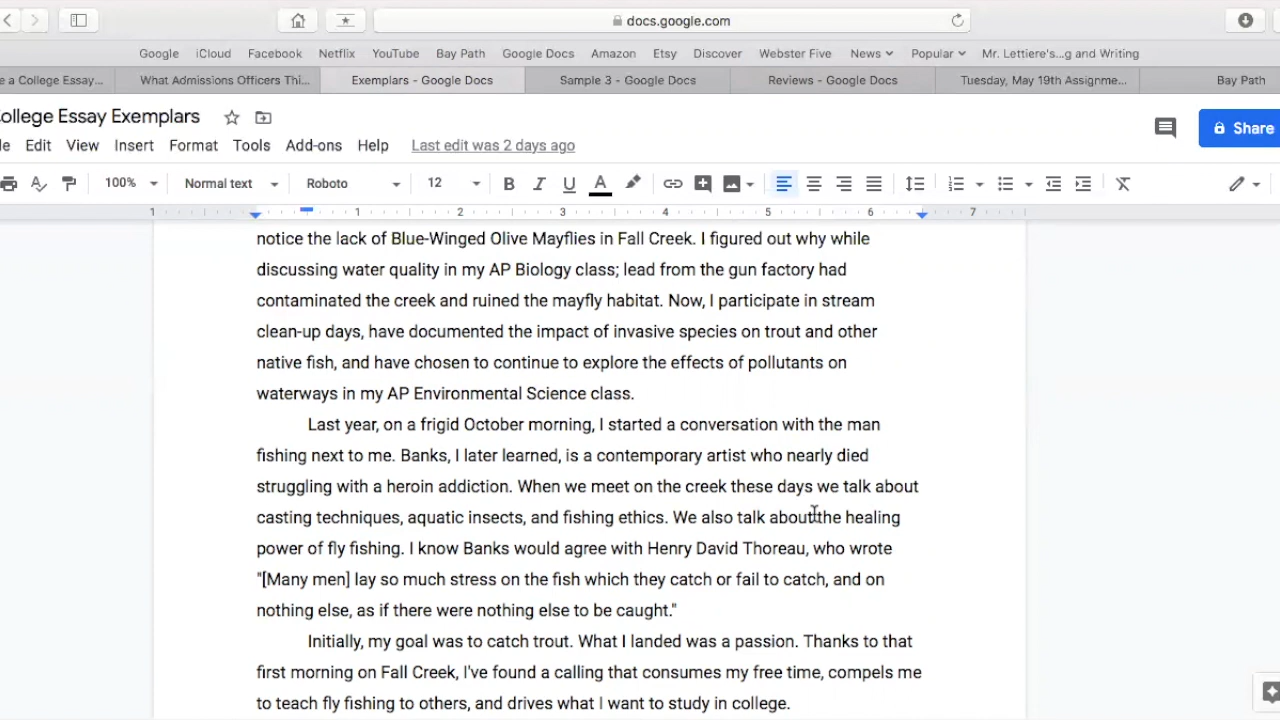 docs.google.com
Google iCloud Facebook Netflix YouTube Bay Path Google Docs Amazon Etsy Discover Webster Five News Popular Mr. Lettiere's...g and Writing
e a College Essay... What Admissions Officers Thi... Exemplars - Google Docs Sample 3 - Google Docs Reviews - Google Docs Tuesday, May 19th Assignme... Bay Path
ollege Essay Exemplars
le Edit View Insert Format Tools Add-ons Help Last edit was 2 days ago
Share
100% Normal text Roboto 12 B I U A
1 1 2 3 4 5 6 7
notice the lack of Blue-Winged Olive Mayflies in Fall Creek. I figured out why while
discussing water quality in my AP Biology class; lead from the gun factory had
contaminated the creek and ruined the mayfly habitat. Now, I participate in stream
clean-up days, have documented the impact of invasive species on trout and other
native fish, and have chosen to continue to explore the effects of pollutants on
waterways in my AP Environmental Science class.
Last year, on a frigid October morning, I started a conversation with the man
fishing next to me. Banks, I later learned, is a contemporary artist who nearly died
struggling with a heroin addiction. When we meet on the creek these days we talk about
casting techniques, aquatic insects, and fishing ethics. We also talk about the healing
power of fly fishing. I know Banks would agree with Henry David Thoreau, who wrote
"[Many men] lay so much stress on the fish which they catch or fail to catch, and on
nothing else, as if there were nothing else to be caught."
Initially, my goal was to catch trout. What I landed was a passion. Thanks to that
first morning on Fall Creek, I've found a calling that consumes my free time, compels me
to teach fly fishing to others, and drives what I want to study in college.